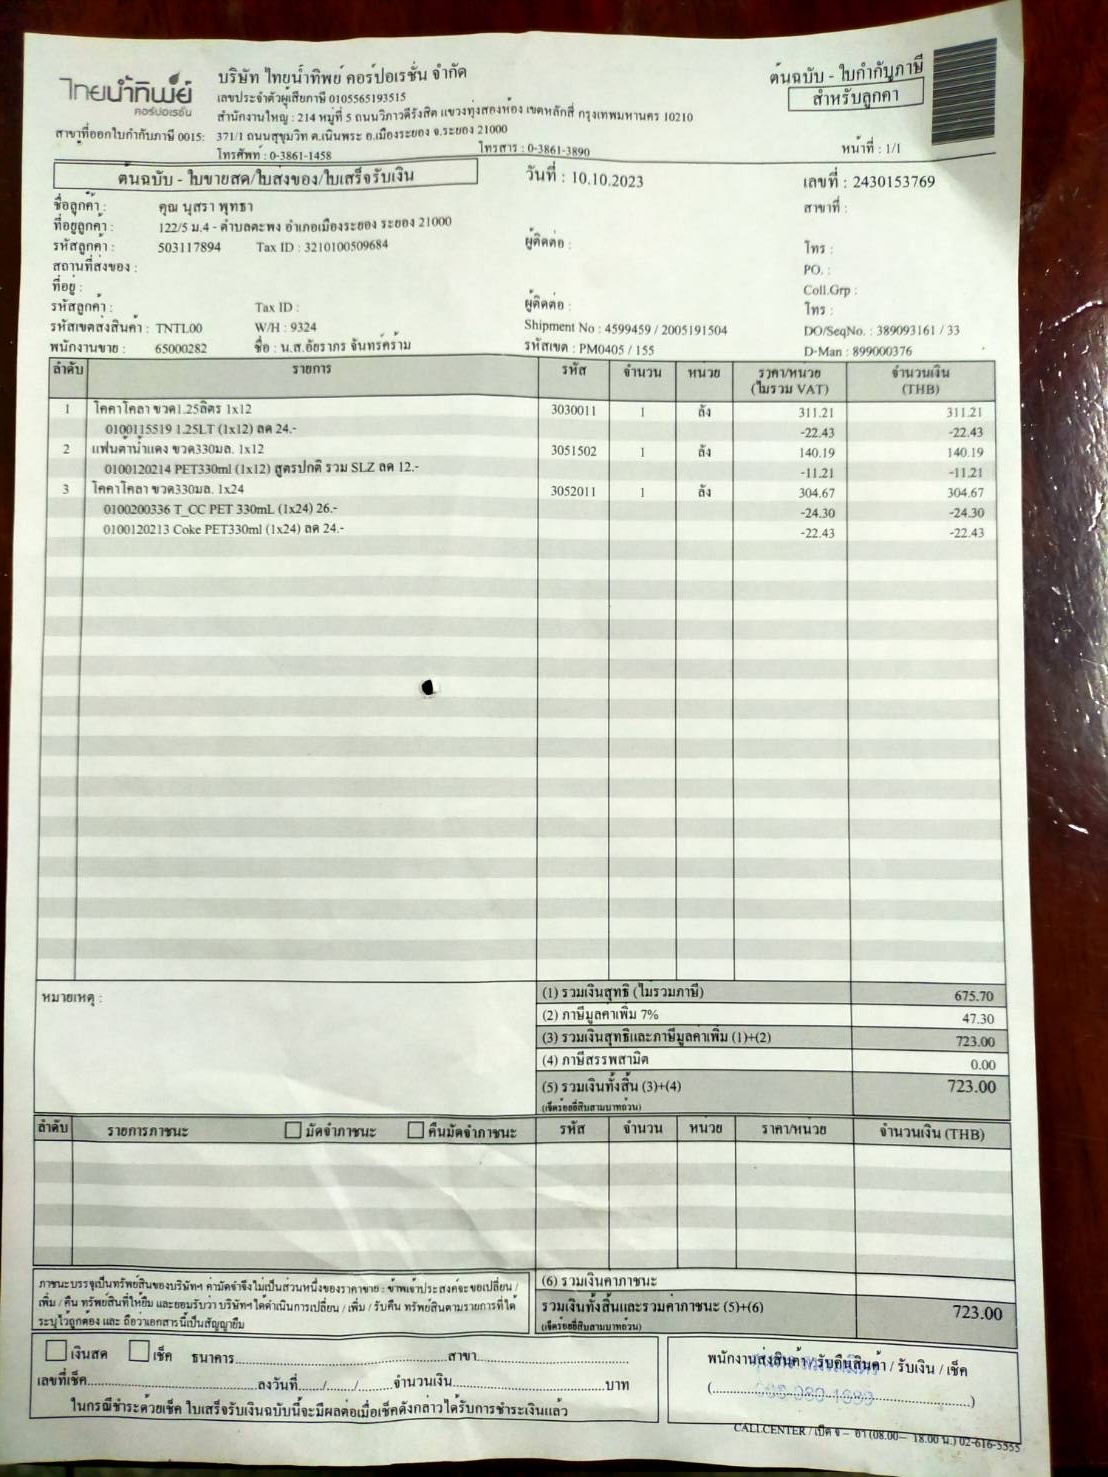 ไทยน้ำทิพย์
คอร์ปอเรชั่น
บริษัท ไทยน้ำทิพย์ คอร์ปอเรชั่น จำกัด
เลขประจำตัวผู้เสียภาษี 0105565193515
สำนักงานใหญ่ : 214 หมู่ที่ 5 ถนนวิภาวดีรังสิต แขวงทุ่งสองห้อง เขตหลักสี่ กรุงเทพมหานคร 10210
สาขาที่ออกใบกำกับภาษี 0015: 371/1 ถนนสุขุมวิท ต.เนินพระ อ.เมืองระยอง จ.ระยอง 21000
โทรศัพท์ : 0-3861-1458 โทรสาร : 0-3861-3890
ต้นฉบับ - ใบกำกับภาษี
สำหรับลูกค้า
หน้าที่ : 1/1
ต้นฉบับ - ใบขายสด/ใบส่งของ/ใบเสร็จรับเงิน วันที่ : 10.10.2023 เลขที่ : 2430153769
ชื่อลูกค้า : คุณ นุสรา พุทธา สาขาที่ :
ที่อยู่ลูกค้า : 122/5 ม.4 - ตำบลตะพง อำเภอเมืองระยอง ระยอง 21000
รหัสลูกค้า : 503117894 Tax ID : 3210100509684 ผู้ติดต่อ : โทร :
สถานที่ส่งของ : PO. :
ที่อยู่ : Coll.Grp :
รหัสลูกค้า : Tax ID : ผู้ติดต่อ : โทร :
รหัสเขตส่งสินค้า : TNTL00 W/H : 9324 Shipment No : 4599459 / 2005191504 DO/SeqNo. : 389093161 / 33
พนักงานขาย : 65000282 ชื่อ : น.ส.อัยราภร จันทร์คร้าม รหัสเขต : PM0405 / 155 D-Man : 899000376
ลำดับ รายการ รหัส จำนวน หน่วย ราคา/หน่วย จำนวนเงิน
(ไม่รวม VAT) (THB)
1 โคคาโคลา ขวด1.25ลิตร 1x12 3030011 1 ลัง 311.21 311.21
0100115519 1.25LT (1x12) ลด 24.- -22.43 -22.43
2 แฟนต้าน้ำแดง ขวด330มล. 1x12 3051502 1 ลัง 140.19 140.19
0100120214 PET330ml (1x12) สูตรปกติ รวม SLZ ลด 12.- -11.21 -11.21
3 โคคาโคลา ขวด330มล. 1x24 3052011 1 ลัง 304.67 304.67
0100200336 T_CC PET 330mL (1x24) 26.- -24.30 -24.30
0100120213 Coke PET330ml (1x24) ลด 24.- -22.43 -22.43
หมายเหตุ :
(1) รวมเงินสุทธิ (ไม่รวมภาษี) 675.70
(2) ภาษีมูลค่าเพิ่ม 7% 47.30
(3) รวมเงินสุทธิและภาษีมูลค่าเพิ่ม (1)+(2) 723.00
(4) ภาษีสรรพสามิต 0.00
(5) รวมเงินทั้งสิ้น (3)+(4) 723.00
(เจ็ดร้อยยี่สิบสามบาทถ้วน)
ลำดับ รายการภาชนะ มัดจำภาชนะ คืนมัดจำภาชนะ รหัส จำนวน หน่วย ราคา/หน่วย จำนวนเงิน (THB)
ภาชนะบรรจุเป็นทรัพย์สินของบริษัทฯ ค่ามัดจำจึงไม่เป็นส่วนหนึ่งของราคาขาย : ข้าพเจ้าประสงค์จะขอเปลี่ยน /
เพิ่ม / คืน ทรัพย์สินที่ให้ยืม และยอมรับว่า บริษัทฯได้ดำเนินการเปลี่ยน / เพิ่ม / รับคืน ทรัพย์สินตามรายการที่ได้
ระบุไว้ถูกต้อง และ ถือว่าเอกสารนี้เป็นสัญญายืม
(6) รวมเงินค่าภาชนะ
รวมเงินทั้งสิ้นและรวมค่าภาชนะ (5)+(6) 723.00
(เจ็ดร้อยยี่สิบสามบาทถ้วน)
เงินสด เช็ค ธนาคาร สาขา
เลขที่เช็ค ลงวันที่ / / จำนวนเงิน บาท
ในกรณีชำระด้วยเช็ค ใบเสร็จรับเงินฉบับนี้จะมีผลต่อเมื่อเช็คดังกล่าวได้รับการชำระเงินแล้ว
พนักงานส่งสินค้า / รับคืนสินค้า / รับเงิน / เช็ค
CALL CENTER / เปิด จ – อา (08.00 – 18.00 น.) 02-616-5555